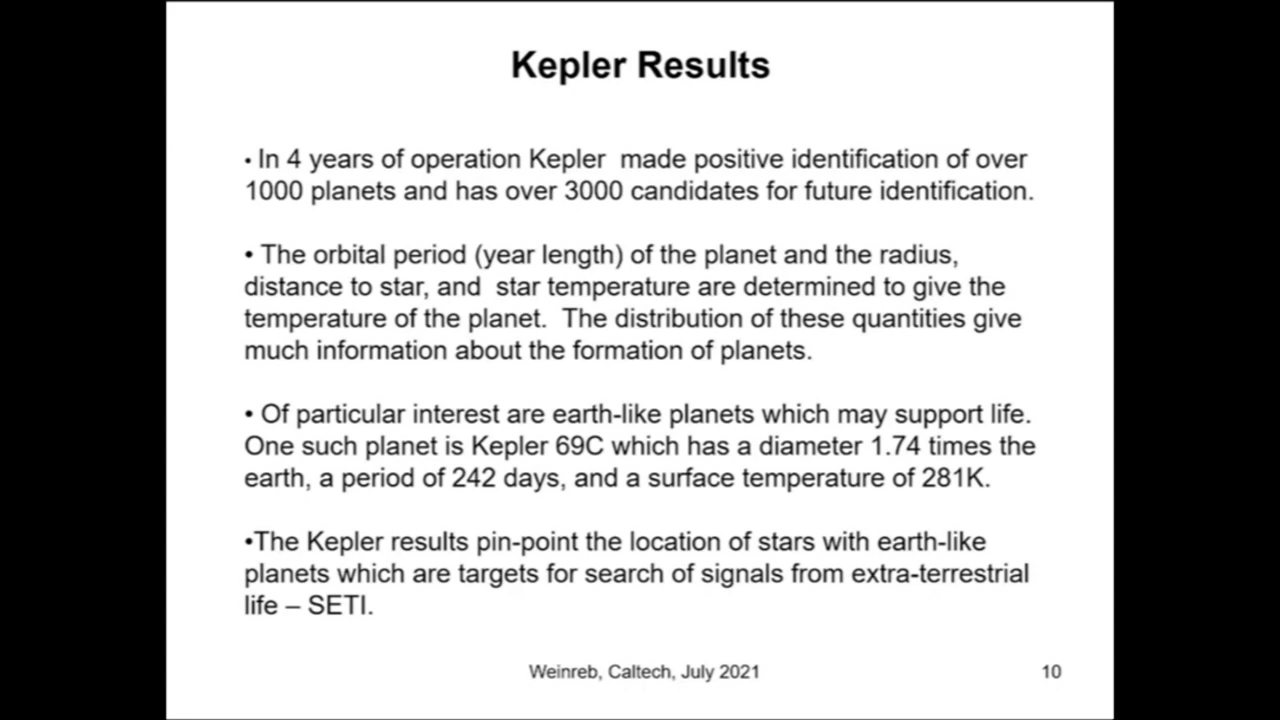 Kepler Results
• In 4 years of operation Kepler  made positive identification of over
1000 planets and has over 3000 candidates for future identification.
• The orbital period (year length) of the planet and the radius,
distance to star, and  star temperature are determined to give the
temperature of the planet.  The distribution of these quantities give
much information about the formation of planets.
• Of particular interest are earth-like planets which may support life.
One such planet is Kepler 69C which has a diameter 1.74 times the
earth, a period of 242 days, and a surface temperature of 281K.
•The Kepler results pin-point the location of stars with earth-like
planets which are targets for search of signals from extra-terrestrial
life – SETI.
Weinreb, Caltech, July 2021
10